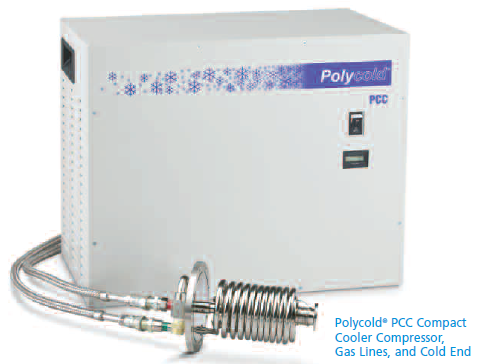 Polycold
PCC
Polycold® PCC Compact
Cooler Compressor,
Gas Lines, and Cold End